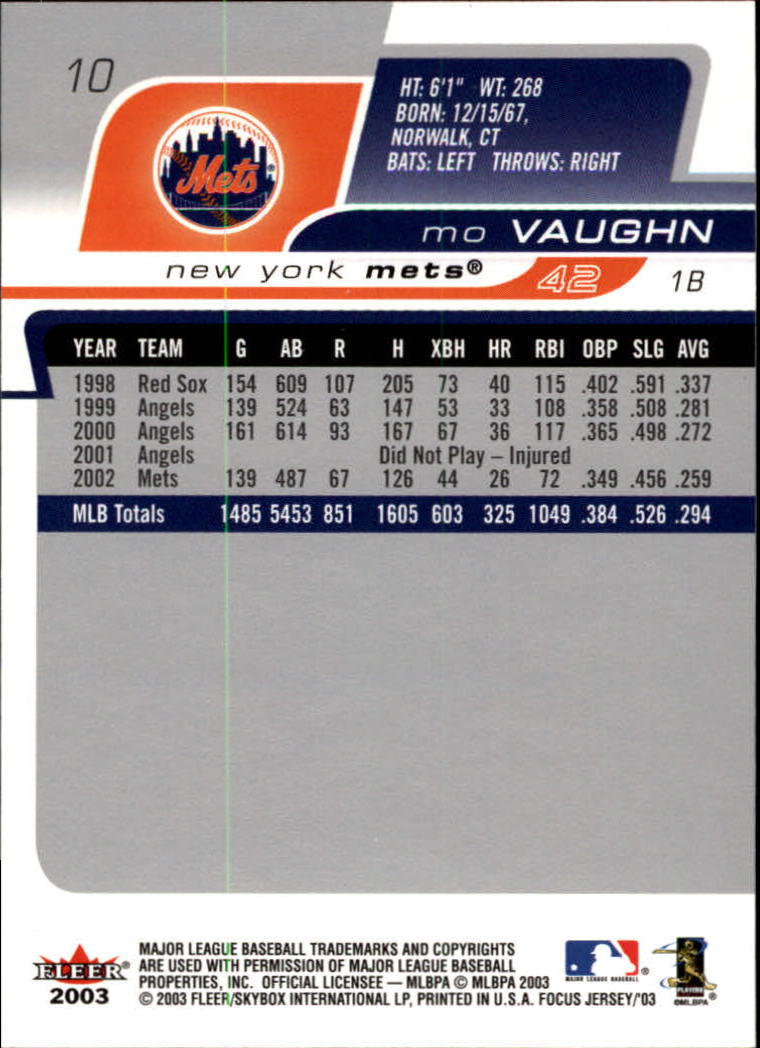 10
Mets
HT: 6'1" WT: 268
BORN: 12/15/67,
NORWALK, CT
BATS: LEFT THROWS: RIGHT
mo VAUGHN
new york mets® 42 1B
YEAR TEAM G AB R H XBH HR RBI OBP SLG AVG
1998 Red Sox 154 609 107 205 73 40 115 .402 .591 .337
1999 Angels 139 524 63 147 53 33 108 .358 .508 .281
2000 Angels 161 614 93 167 67 36 117 .365 .498 .272
2001 Angels Did Not Play – Injured
2002 Mets 139 487 67 126 44 26 72 .349 .456 .259
MLB Totals 1485 5453 851 1605 603 325 1049 .384 .526 .294
FLEER®
2003
MAJOR LEAGUE BASEBALL TRADEMARKS AND COPYRIGHTS
ARE USED WITH PERMISSION OF MAJOR LEAGUE BASEBALL
PROPERTIES, INC. OFFICIAL LICENSEE — MLBPA © MLBPA 2003
© 2003 FLEER/SKYBOX INTERNATIONAL LP, PRINTED IN U.S.A. FOCUS JERSEY/'03
MAJOR LEAGUE BASEBALL ®
PLAYERS
©MLBPA